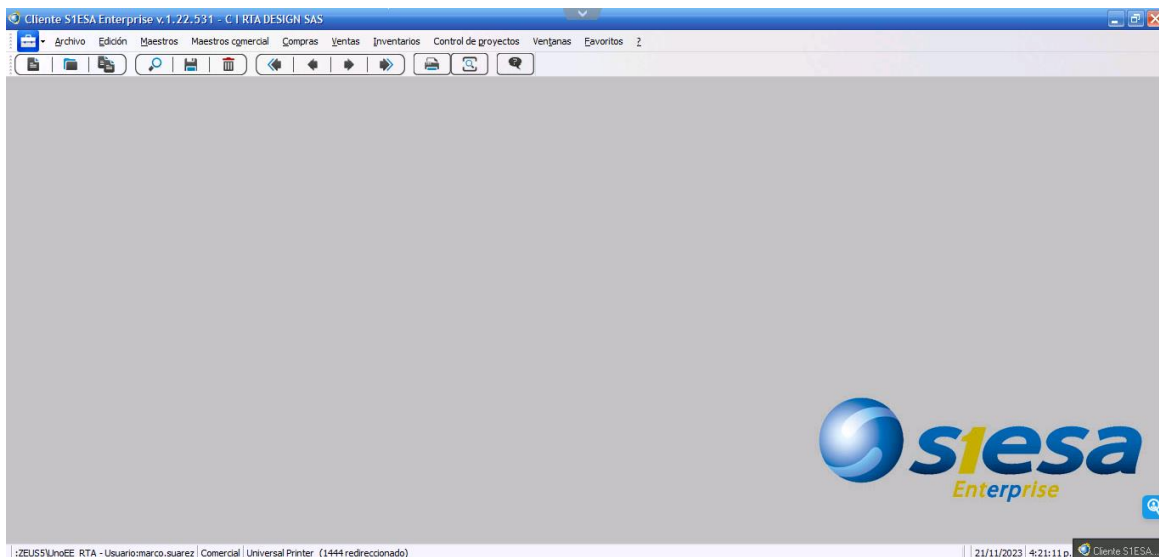 Cliente S1ESA Enterprise v.1.22.531 - C I RTA DESIGN SAS
Archivo Edición Maestros Maestros comercial Compras Ventas Inventarios Control de proyectos Ventanas Favoritos ?
s1esa
Enterprise
:ZEUS5\UnoEE_RTA - Usuario:marco.suarez Comercial Universal Printer (1444 redireccionado) 21/11/2023 4:21:11 p. Cliente S1ESA...